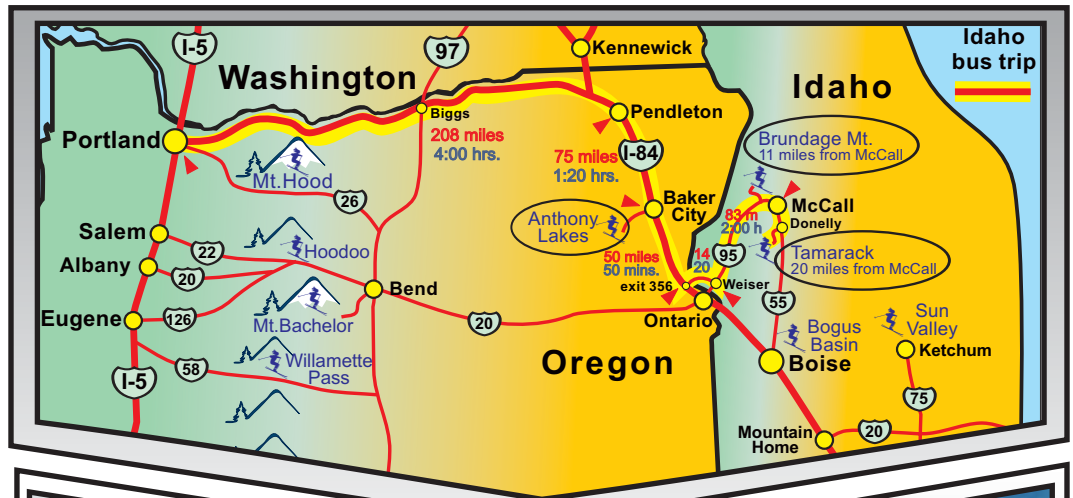 I-5
97
Kennewick
Idaho
bus trip
Washington
Idaho
Biggs
Pendleton
Portland
208 miles
4:00 hrs.
Brundage Mt.
11 miles from McCall
75 miles
1:20 hrs.
I-84
Mt.Hood
26
Baker
City
McCall
Anthony
Lakes
83 m
2:00 h
Donelly
Salem
22
Hoodoo
Tamarack
20 miles from McCall
Albany
20
50 miles
50 mins.
14
20
95
exit 356
Weiser
Bend
55
Eugene
126
Mt.Bachelor
20
Ontario
Bogus
Basin
Sun
Valley
Ketchum
Willamette
Pass
58
Oregon
Boise
I-5
75
Mountain
Home
20